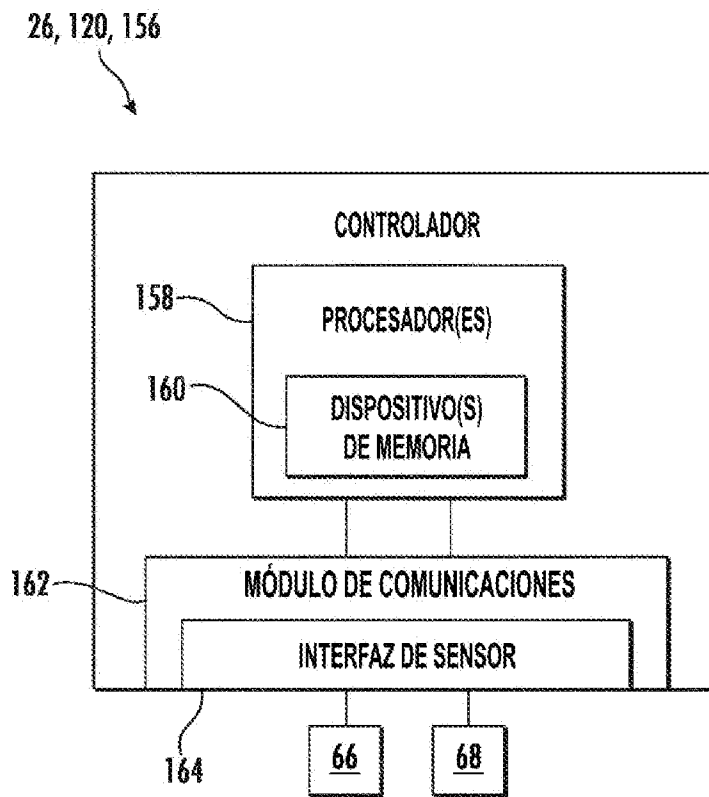 26, 120, 156
CONTROLADOR
158
PROCESADOR(ES)
160
DISPOSITIVO(S)
DE MEMORIA
162
MÓDULO DE COMUNICACIONES
INTERFAZ DE SENSOR
164
66
68